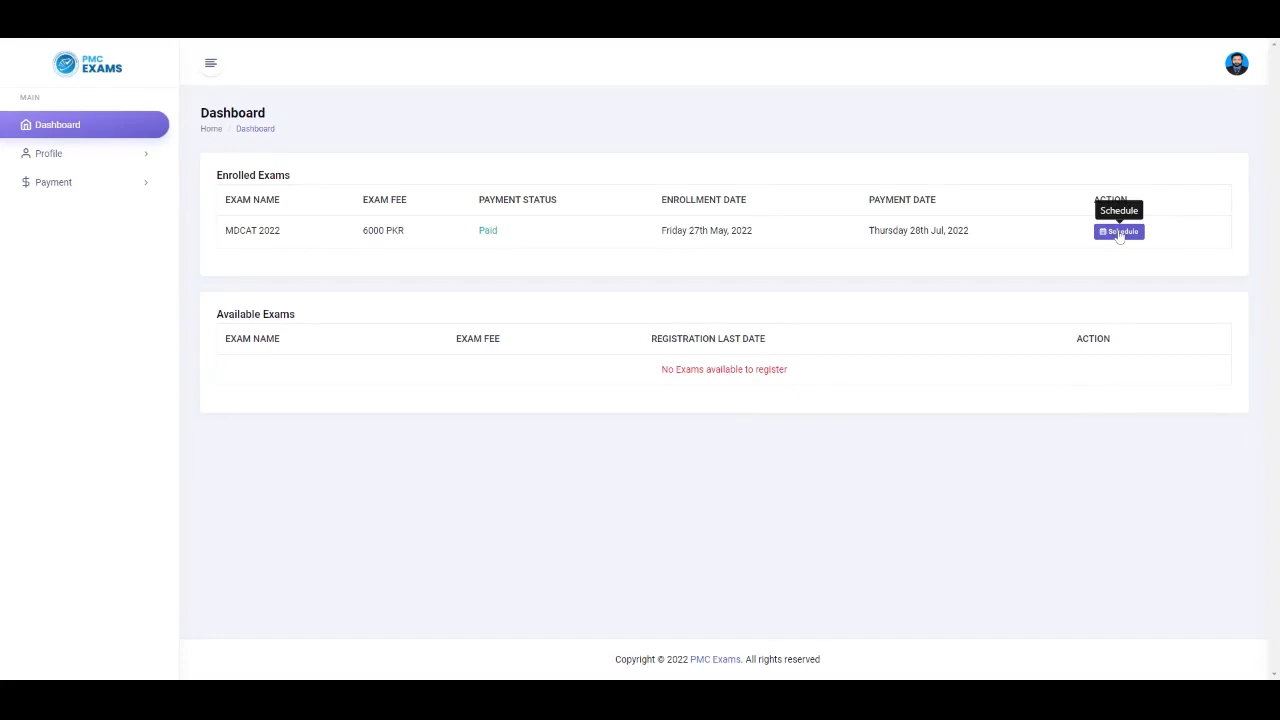 PMC
EXAMS
MAIN
Dashboard
Profile
Payment
Dashboard
Home / Dashboard
Enrolled Exams
EXAM NAME EXAM FEE PAYMENT STATUS ENROLLMENT DATE PAYMENT DATE ACTION
Schedule
MDCAT 2022 6000 PKR Paid Friday 27th May, 2022 Thursday 28th Jul, 2022 Schedule
Available Exams
EXAM NAME EXAM FEE REGISTRATION LAST DATE ACTION
No Exams available to register
Copyright © 2022 PMC Exams. All rights reserved